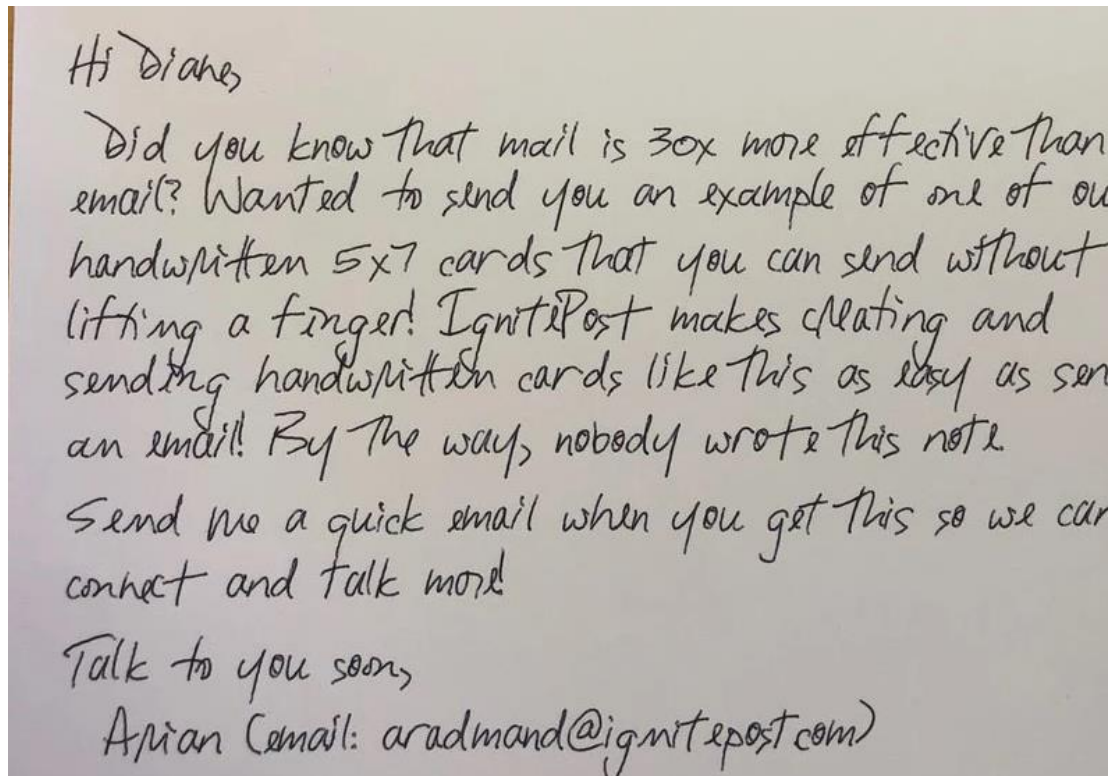 Hi Diane,
Did you know that mail is 30x more effective than
email? Wanted to send you an example of one of ou
handwritten 5x7 cards that you can send without
lifting a finger! IgnitePost makes creating and
sending handwritten cards like this as easy as sen
an email! By the way, nobody wrote this note.
Send me a quick email when you get this so we can
connect and talk more!
Talk to you soon,
Arian (email: aradmand@ignitepost.com)